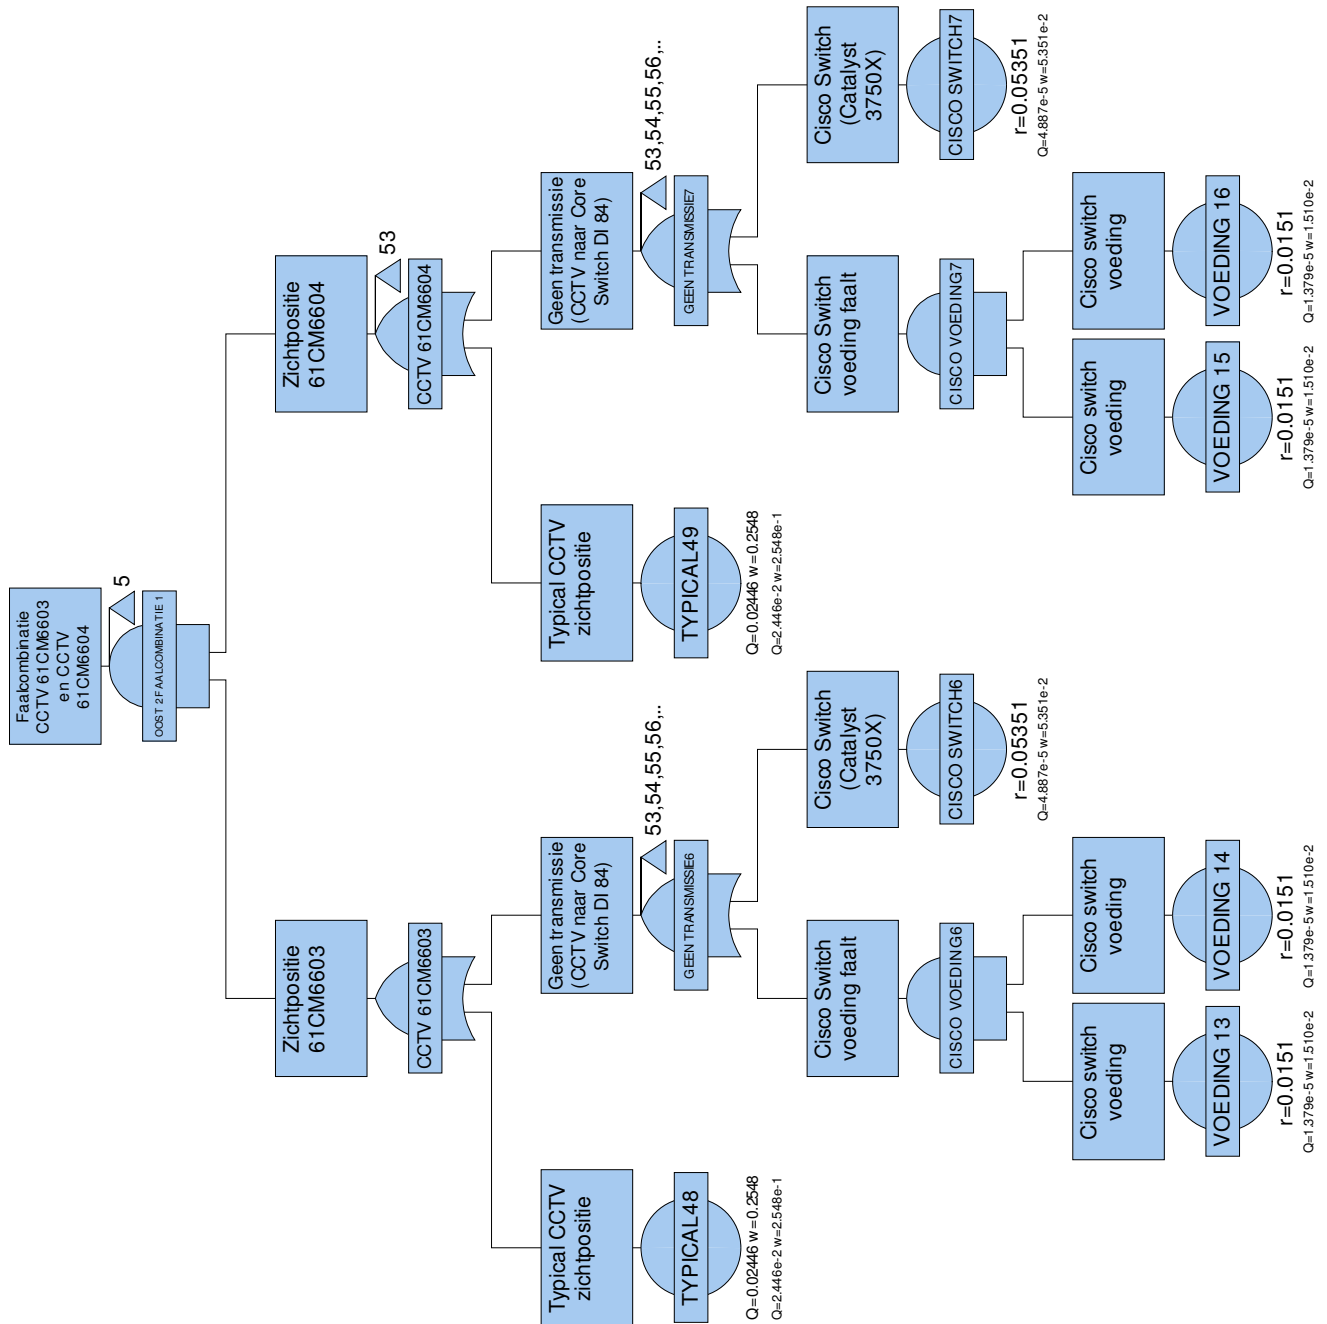 Faalcombinatie
CCTV 61CM6603
en CCTV
61CM6604
5
OOST 2FAALCOMBINATIE 1
Zichtpositie
61CM6603
CCTV 61CM6603
Zichtpositie
61CM6604
53
CCTV 61CM6604
Typical CCTV
zichtpositie
TYPICAL48
Q=0.02446 w=0.2548
Q=2.446e-2 w=2.548e-1
Geen transmissie
(CCTV naar Core
Switch DI 84)
53,54,55,56,..
GEEN TRANSMISSIE6
Typical CCTV
zichtpositie
TYPICAL49
Q=0.02446 w=0.2548
Q=2.446e-2 w=2.548e-1
Geen transmissie
(CCTV naar Core
Switch DI 84)
53,54,55,56,..
GEEN TRANSMISSIE7
Cisco Switch
voeding faalt
CISCO VOEDING6
Cisco Switch
(Catalyst
3750X)
CISCO SWITCH6
r=0.05351
Q=4.887e-5 w=5.351e-2
Cisco Switch
voeding faalt
CISCO VOEDING7
Cisco Switch
(Catalyst
3750X)
CISCO SWITCH7
r=0.05351
Q=4.887e-5 w=5.351e-2
Cisco switch
voeding
VOEDING 13
r=0.0151
Q=1.379e-5 w=1.510e-2
Cisco switch
voeding
VOEDING 14
r=0.0151
Q=1.379e-5 w=1.510e-2
Cisco switch
voeding
VOEDING 15
r=0.0151
Q=1.379e-5 w=1.510e-2
Cisco switch
voeding
VOEDING 16
r=0.0151
Q=1.379e-5 w=1.510e-2